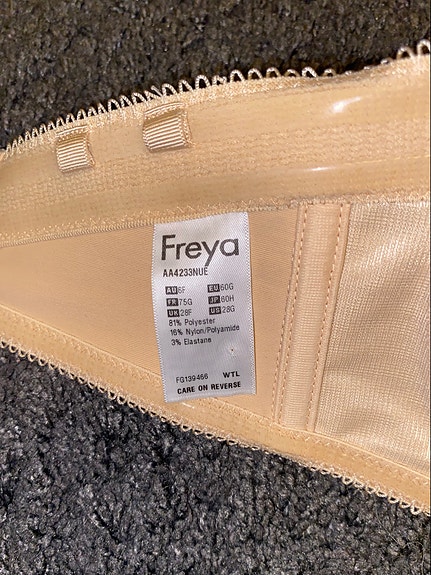 Freya
AA4233NUE
AU 6F EU 60G
FR 75G JP 60H
UK 28F US 28G
81% Polyester
16% Nylon/Polyamide
3% Elastane
FG139466 WTL
CARE ON REVERSE